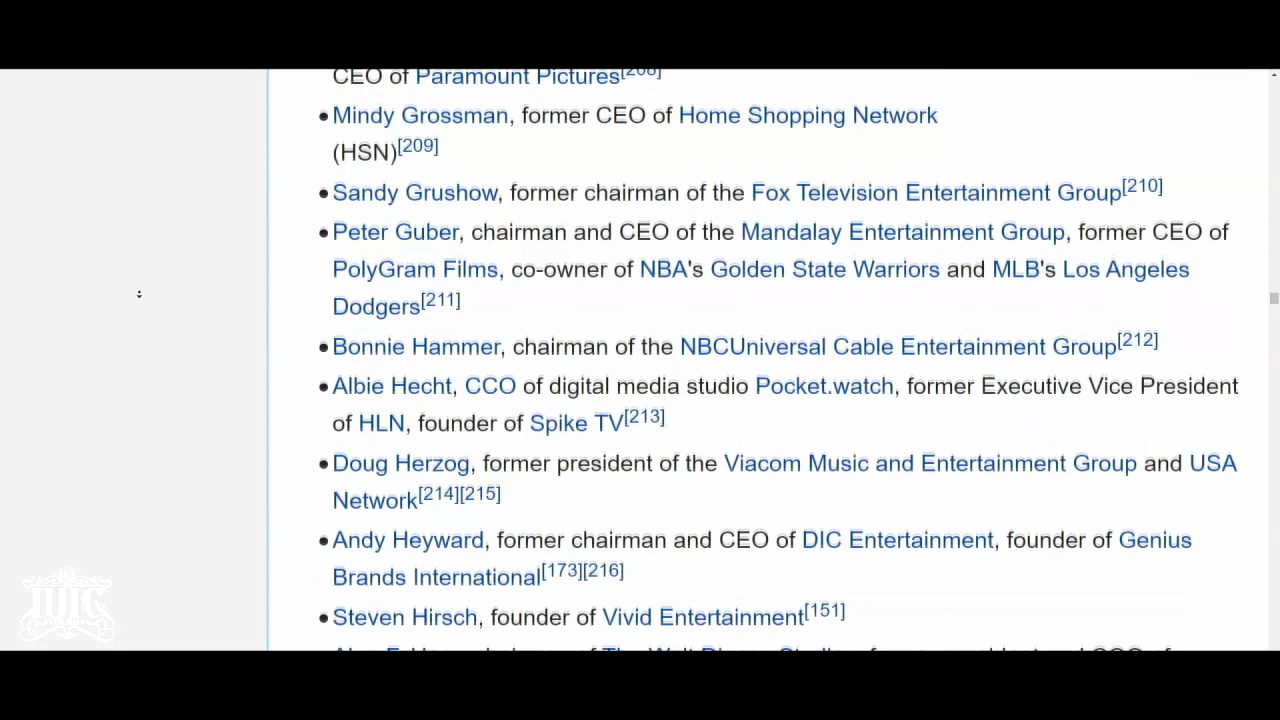 CEO of Paramount Pictures[208]
• Mindy Grossman, former CEO of Home Shopping Network
(HSN)[209]
• Sandy Grushow, former chairman of the Fox Television Entertainment Group[210]
• Peter Guber, chairman and CEO of the Mandalay Entertainment Group, former CEO of
PolyGram Films, co-owner of NBA's Golden State Warriors and MLB's Los Angeles
Dodgers[211]
• Bonnie Hammer, chairman of the NBCUniversal Cable Entertainment Group[212]
• Albie Hecht, CCO of digital media studio Pocket.watch, former Executive Vice President
of HLN, founder of Spike TV[213]
• Doug Herzog, former president of the Viacom Music and Entertainment Group and USA
Network[214][215]
• Andy Heyward, former chairman and CEO of DIC Entertainment, founder of Genius
Brands International[173][216]
• Steven Hirsch, founder of Vivid Entertainment[151]